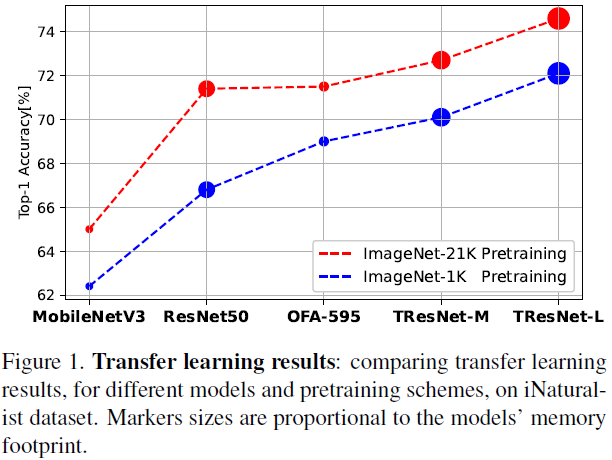 74
72
70
68
66
64
62
Top-1 Accuracy[%]
ImageNet-21K Pretraining
ImageNet-1K Pretraining
MobileNetV3 ResNet50 OFA-595 TResNet-M TResNet-L
Figure 1. Transfer learning results: comparing transfer learning
results, for different models and pretraining schemes, on iNatural-
ist dataset. Markers sizes are proportional to the models' memory
footprint.